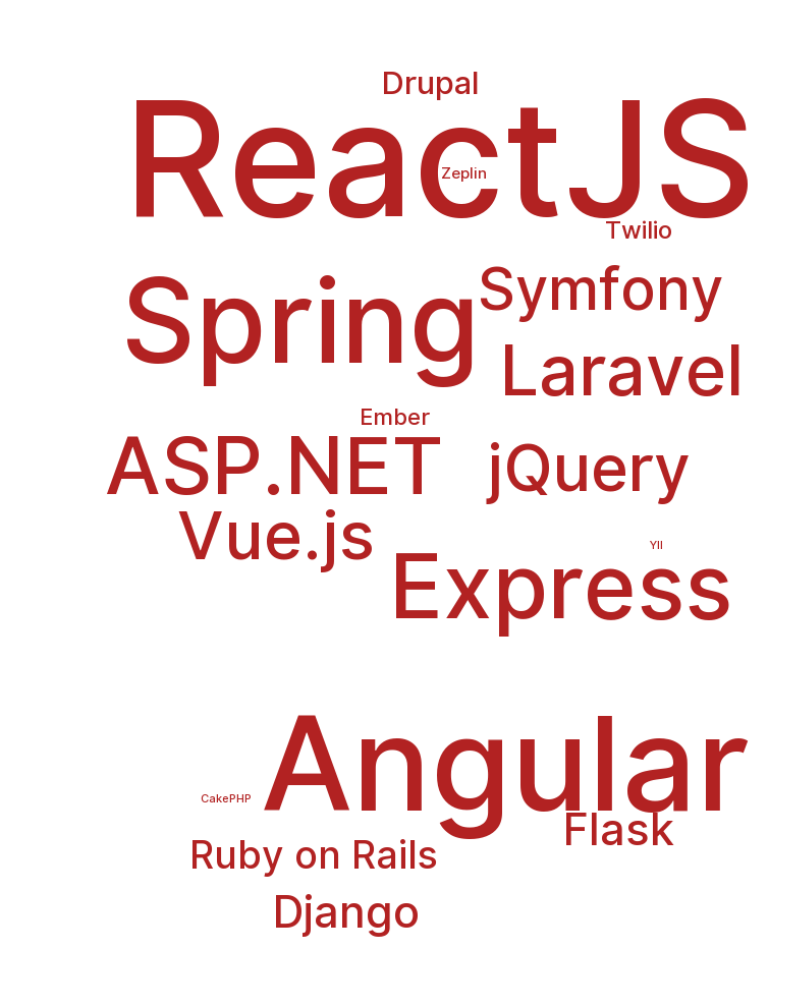 Drupal
ReactJS
Zeplin
Twilio
Symfony
Spring
Laravel
Ember
ASP.NET
jQuery
Vue.js
YII
Express
Angular
CakePHP
Flask
Ruby on Rails
Django